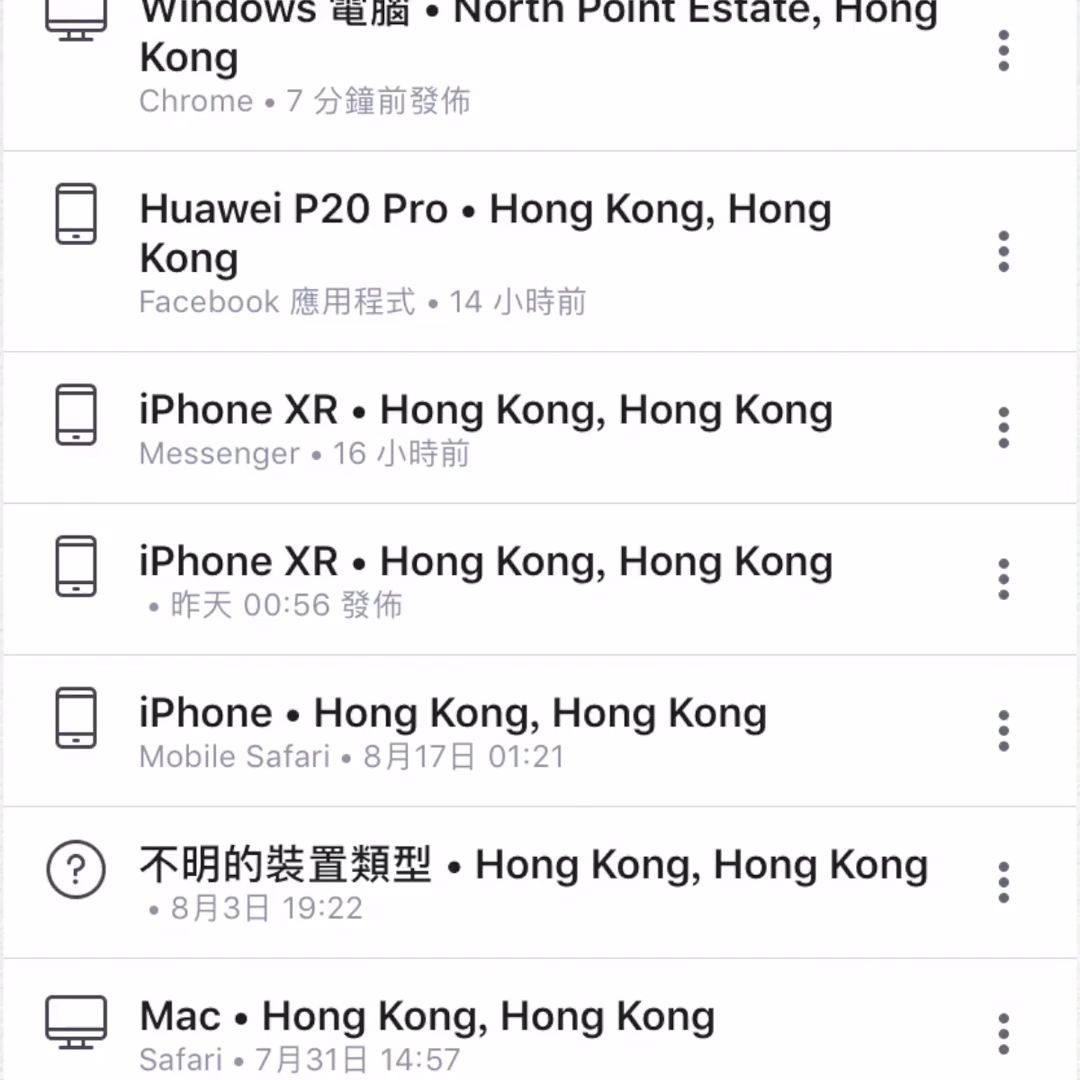 Windows 電腦 • North Point Estate, Hong
Kong
Chrome • 7 分鐘前發佈
Huawei P20 Pro • Hong Kong, Hong
Kong
Facebook 應用程式 • 14 小時前
iPhone XR • Hong Kong, Hong Kong
Messenger • 16 小時前
iPhone XR • Hong Kong, Hong Kong
• 昨天 00:56 發佈
iPhone • Hong Kong, Hong Kong
Mobile Safari • 8月17日 01:21
不明的裝置類型 • Hong Kong, Hong Kong
• 8月3日 19:22
Mac • Hong Kong, Hong Kong
Safari • 7月31日 14:57